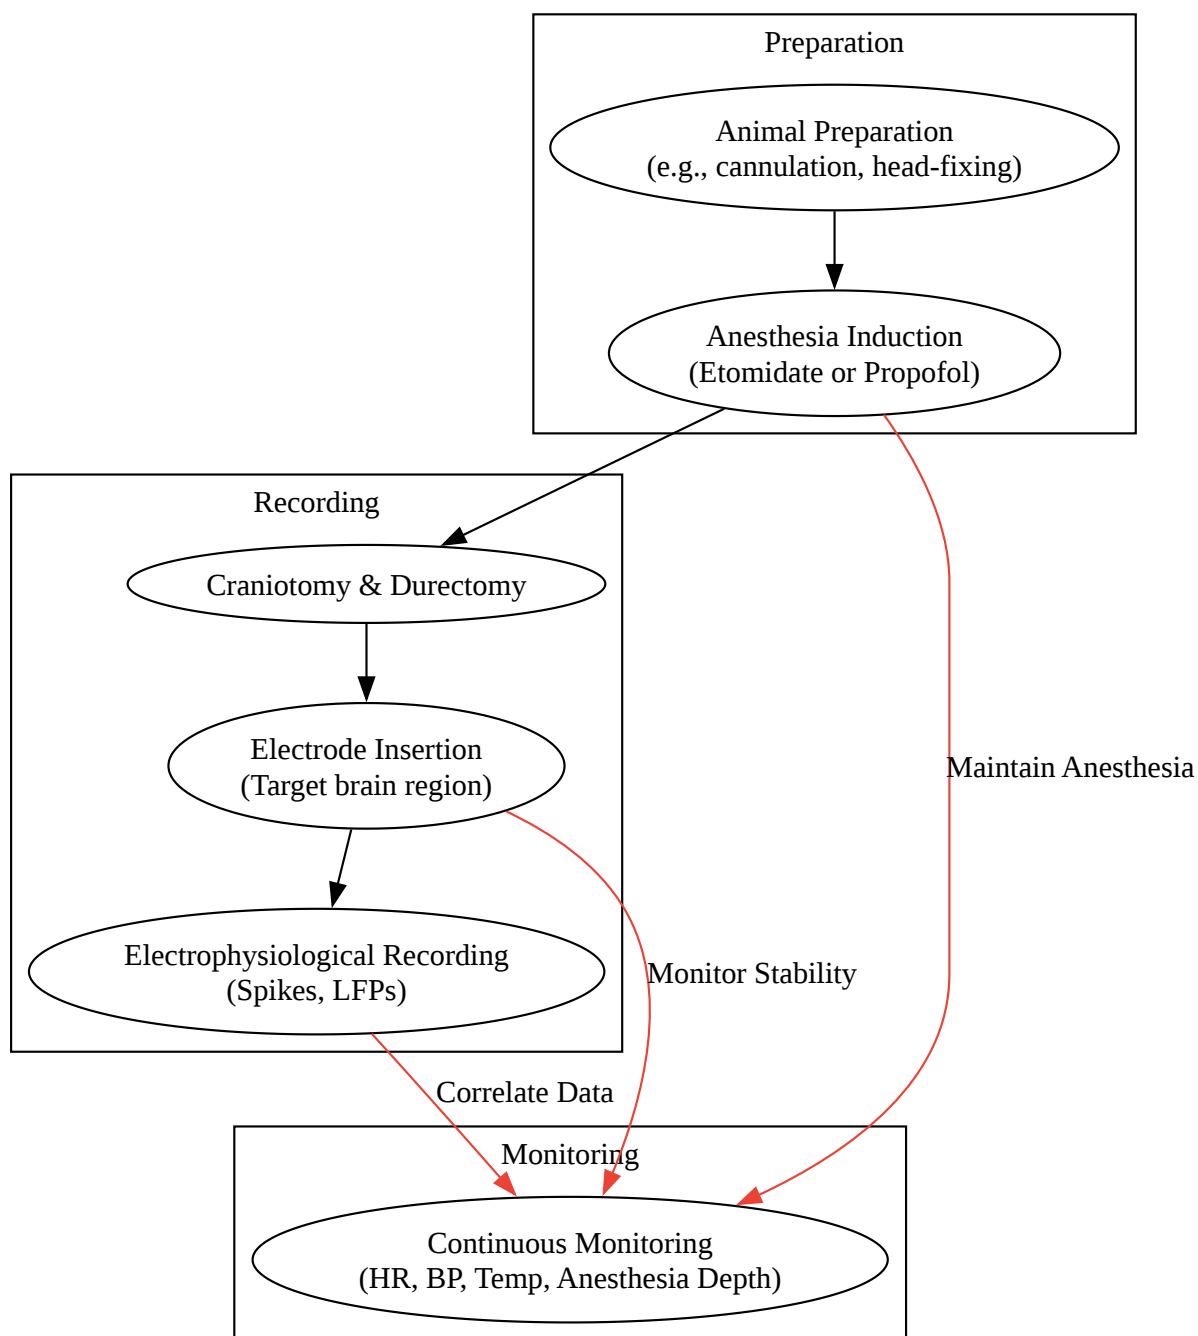 Preparation
Animal Preparation
(e.g., cannulation, head-fixing)
Anesthesia Induction
(Etomidate or Propofol)
Recording
Craniotomy & Durectomy
Electrode Insertion
(Target brain region)
Maintain Anesthesia
Electrophysiological Recording
(Spikes, LFPs)
Monitor Stability
Correlate Data
Monitoring
Continuous Monitoring
(HR, BP, Temp, Anesthesia Depth)